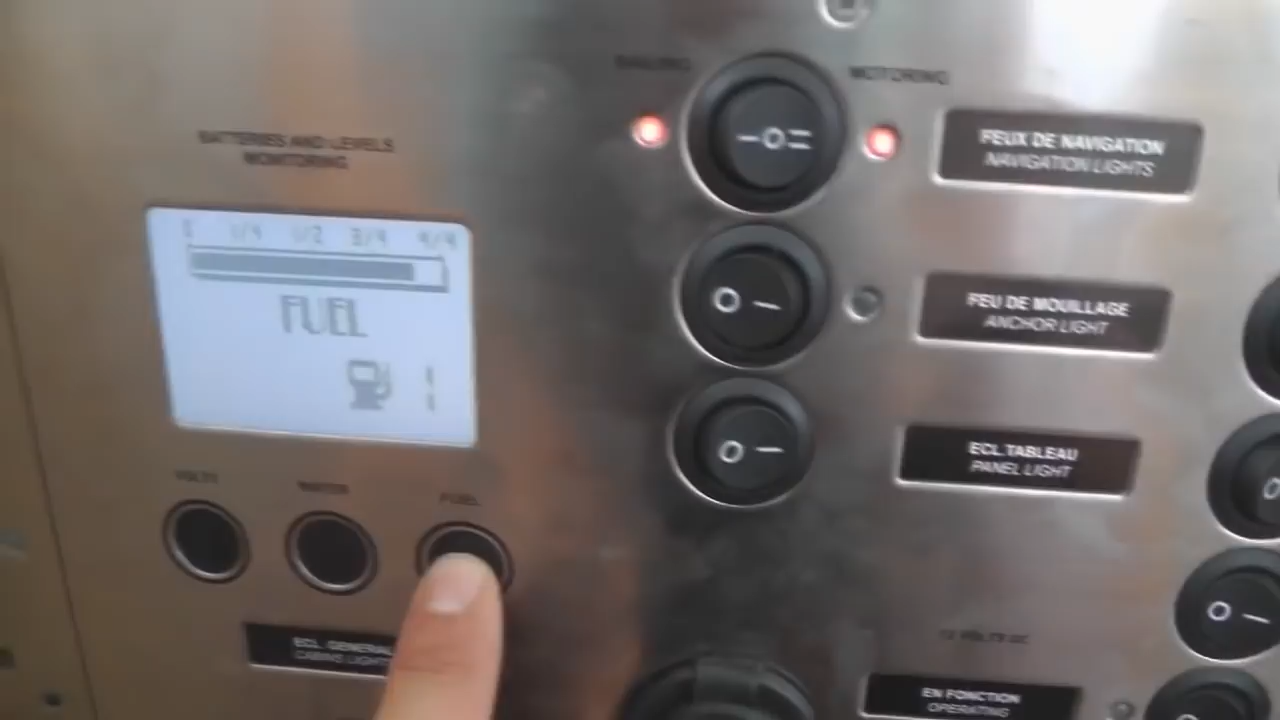 SAILING
MOTORING
BATTERIES AND LEVELS
MONITORING
1/4 1/2 3/4 4/4
FUEL
1
VOLTS
WATER
FUEL
ECL. GENERAL
CABINS LIGHTS
FEUX DE NAVIGATION
NAVIGATION LIGHTS
FEU DE MOUILLAGE
ANCHOR LIGHT
ECL.TABLEAU
PANEL LIGHT
12 VOLTS DC
EN FONCTION
OPERATING